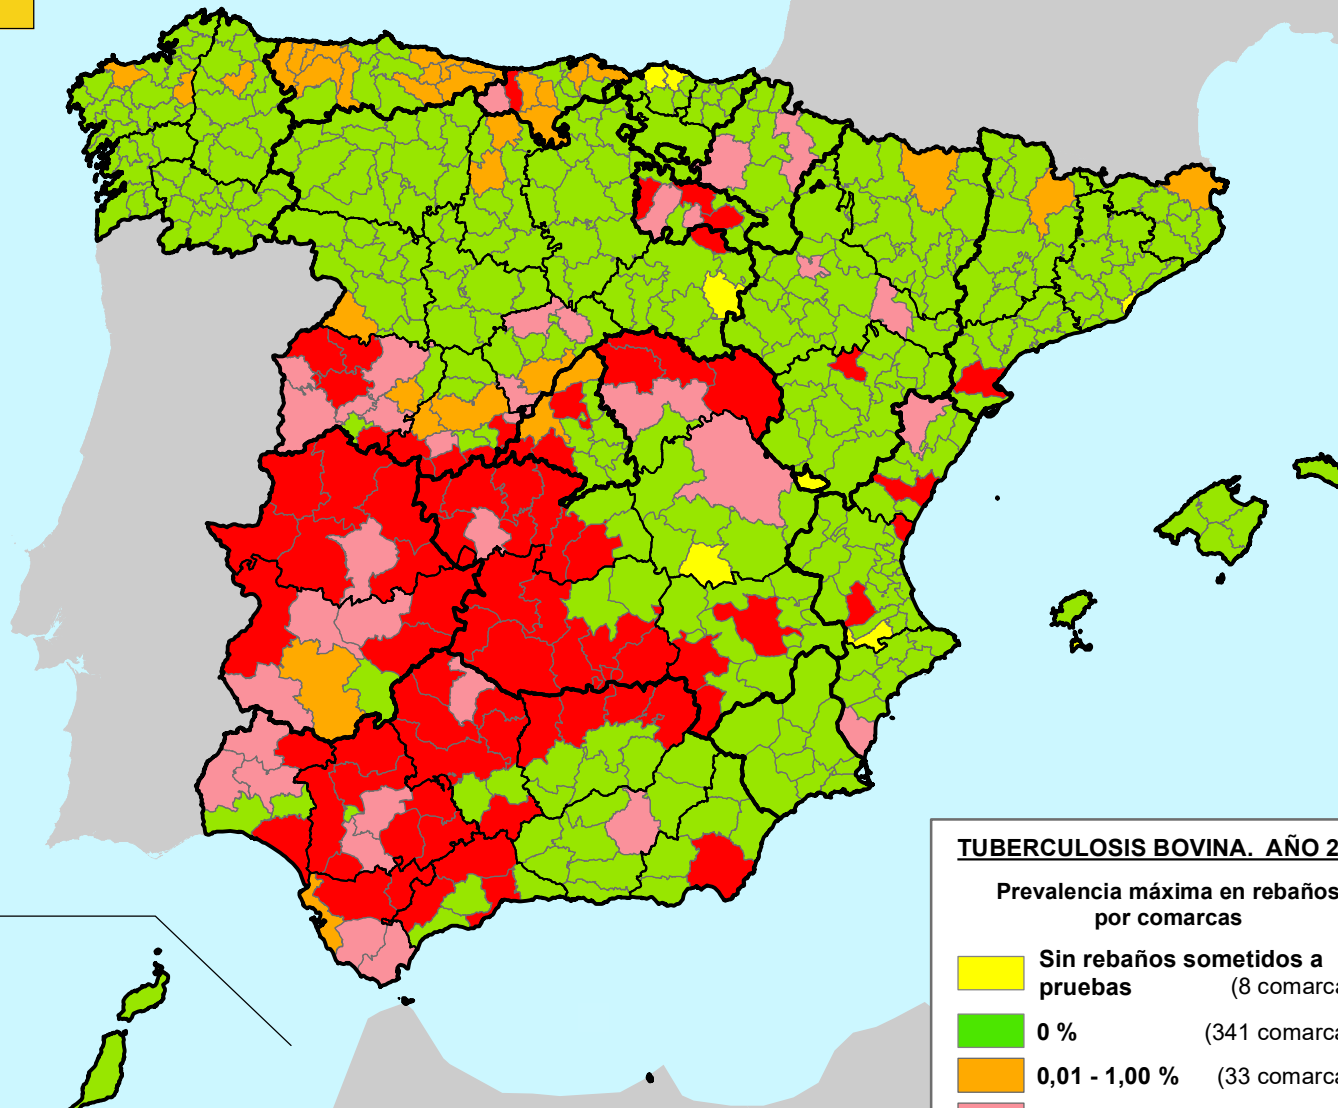 TUBERCULOSIS BOVINA. AÑO 2
Prevalencia máxima en rebaños
por comarcas
Sin rebaños sometidos a
pruebas (8 comarca
0 % (341 comarca
0,01 - 1,00 % (33 comarca